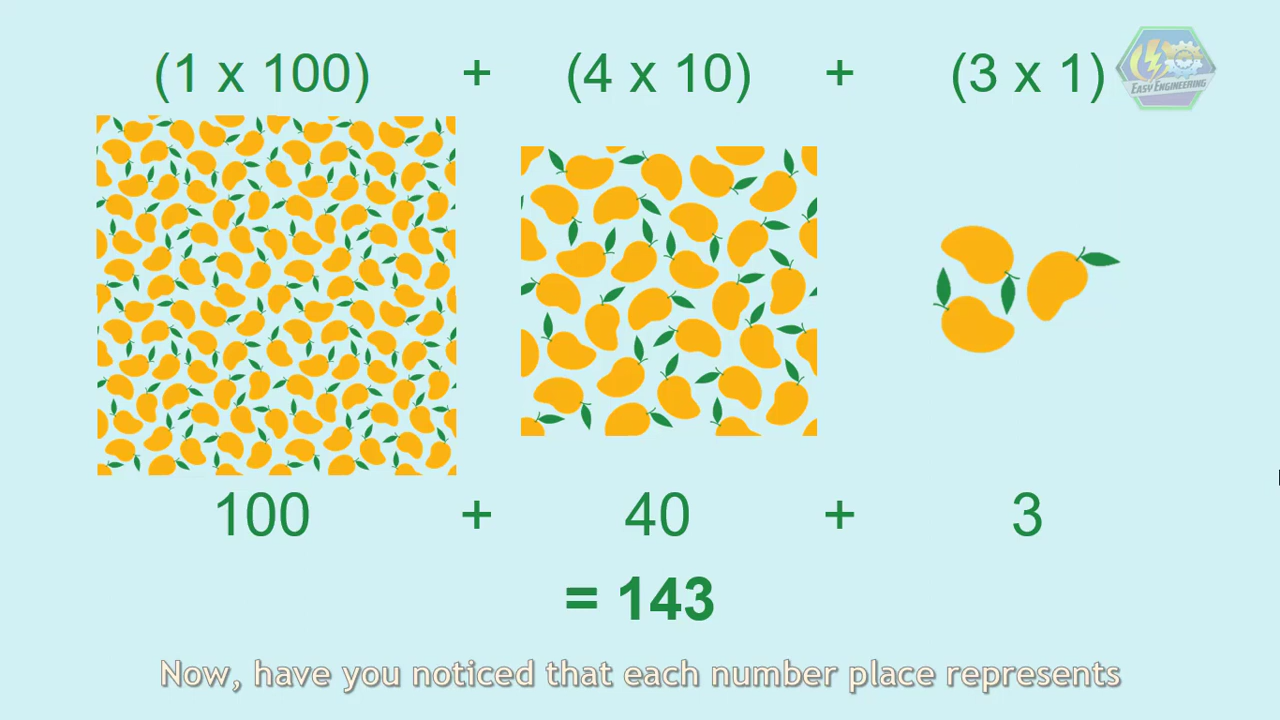 (1 x 100) + (4 x 10) + (3 x 1)
EASY ENGINEERING
100 + 40 + 3
= 143
Now, have you noticed that each number place represents